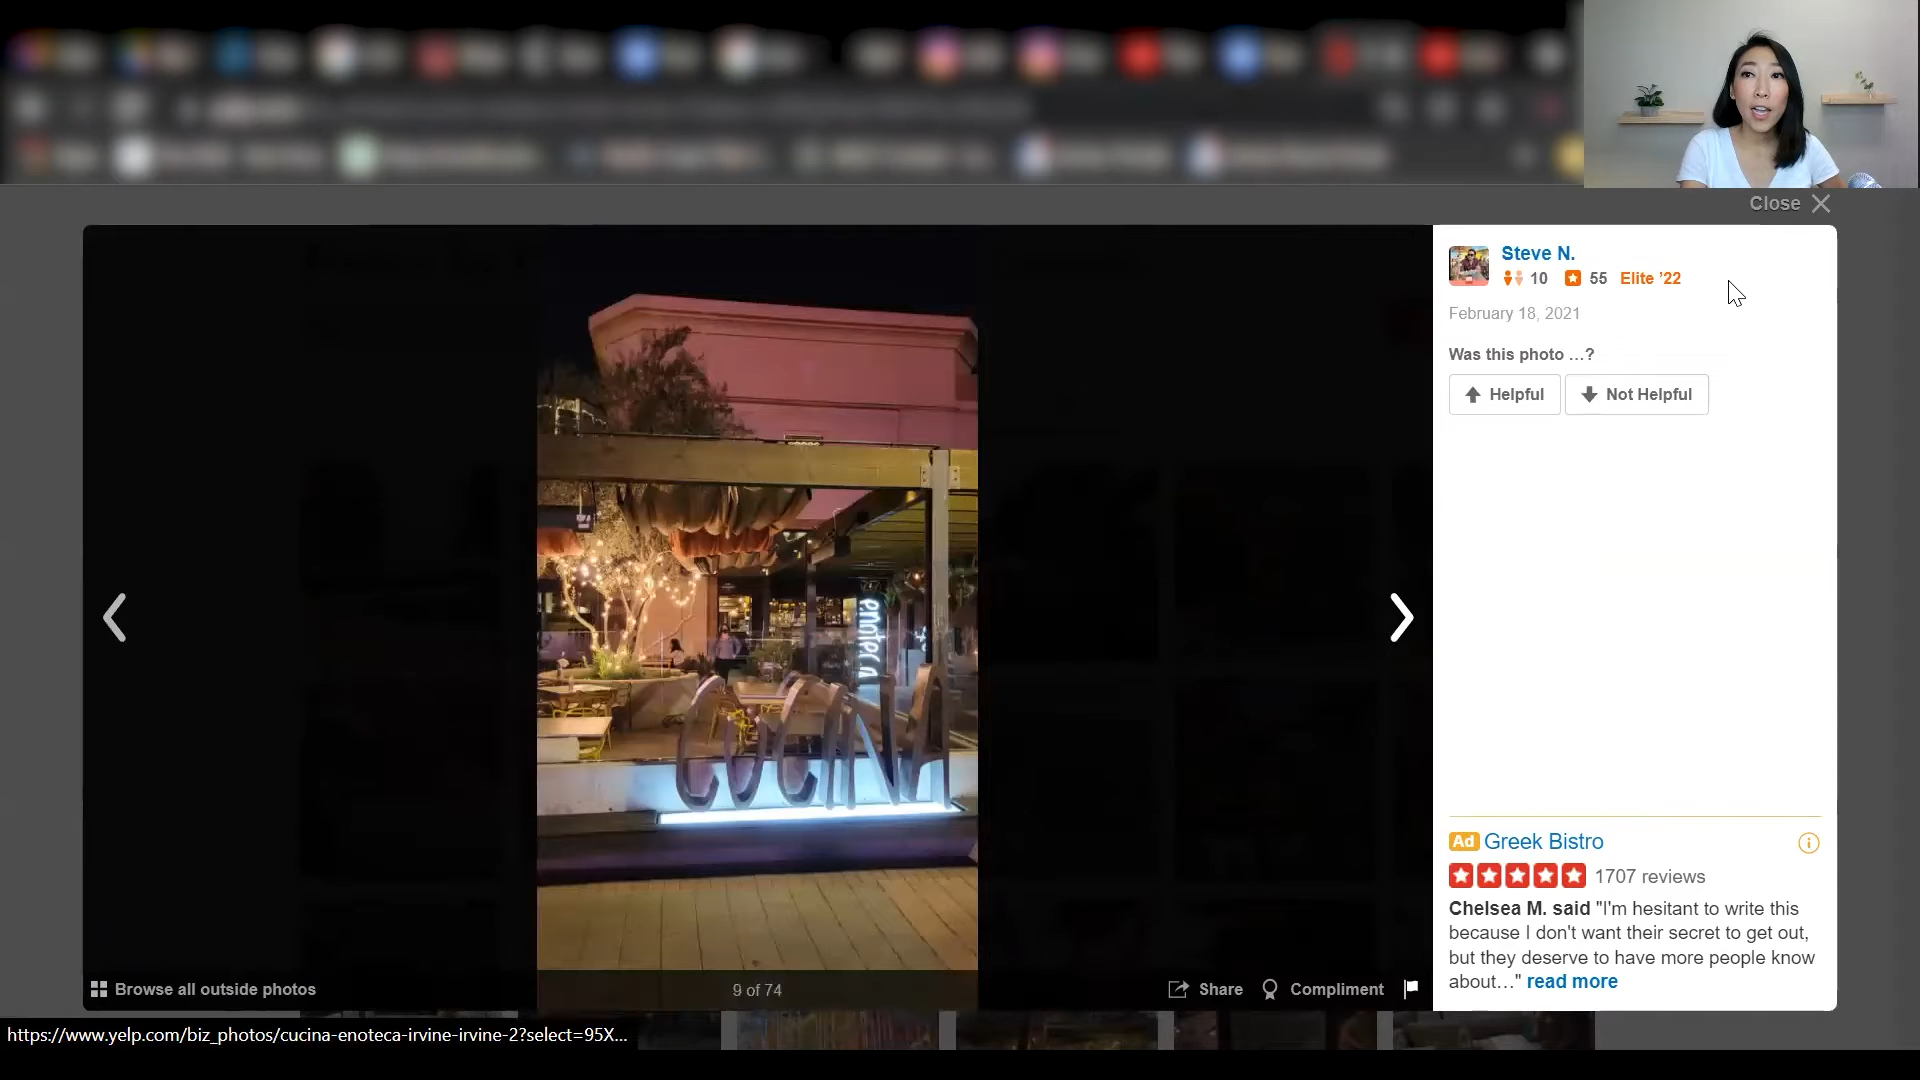 Close
Steve N.
10 55 Elite '22
February 18, 2021
Was this photo ...?
Helpful Not Helpful
enoteca
CUCINA
Ad Greek Bistro
1707 reviews
Chelsea M. said "I'm hesitant to write this
because I don't want their secret to get out,
but they deserve to have more people know
about..." read more
Browse all outside photos 9 of 74 Share Compliment
https://www.yelp.com/biz_photos/cucina-enoteca-irvine-irvine-2?select=95X...